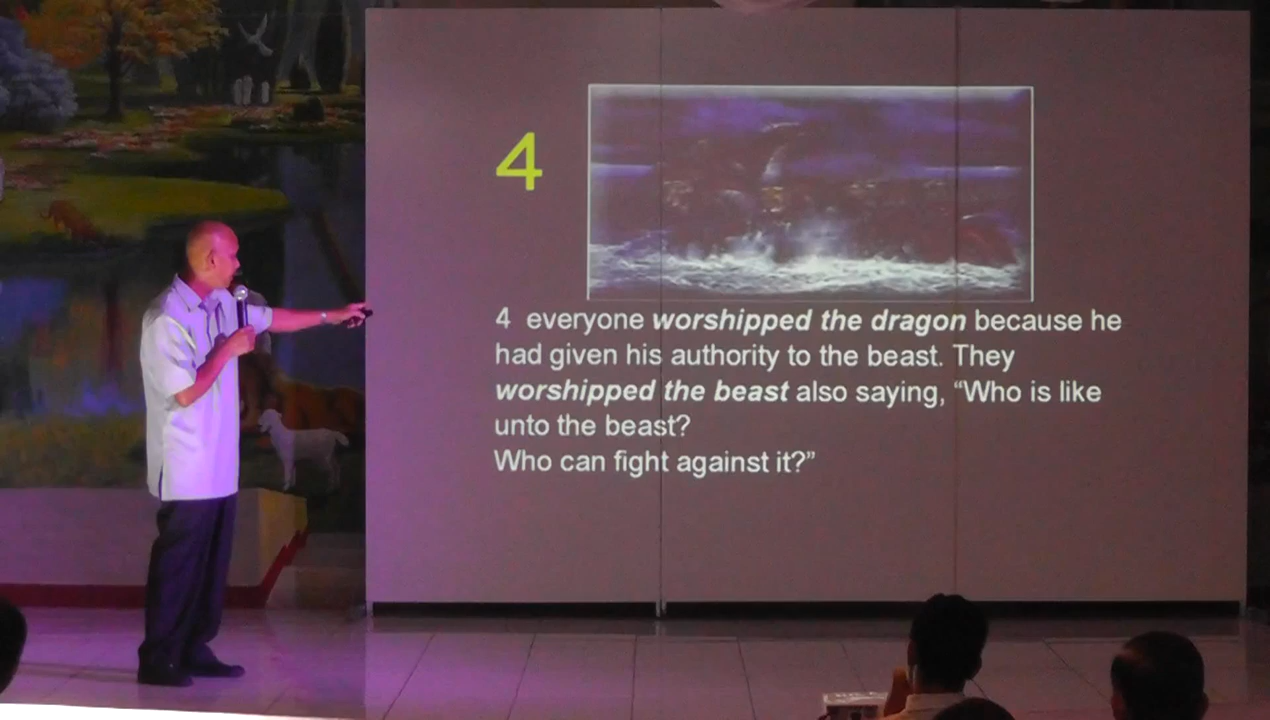 4
4 everyone worshipped the dragon because he
had given his authority to the beast. They
worshipped the beast also saying, “Who is like
unto the beast?
Who can fight against it?”